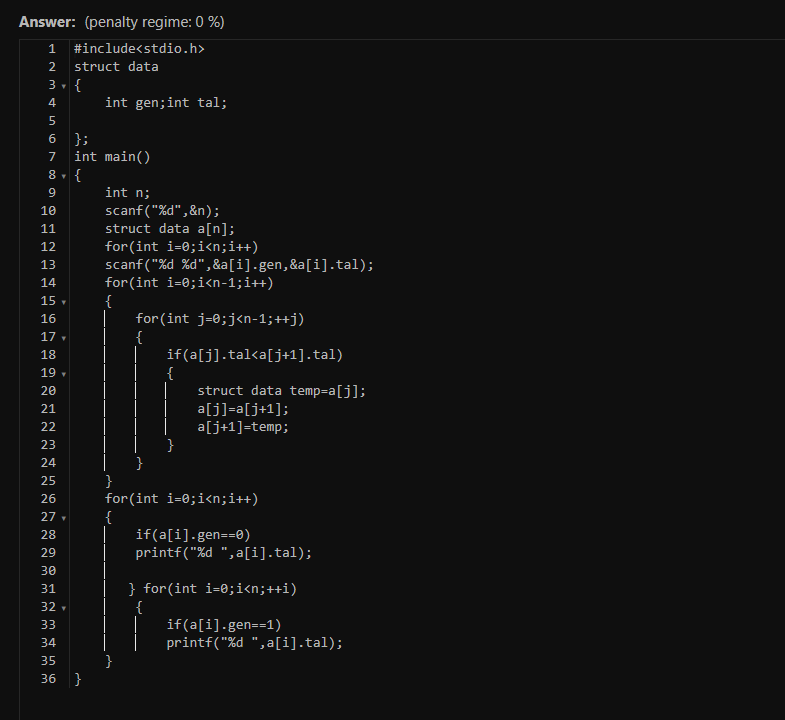 Answer: (penalty regime: 0 %)
1 #include<stdio.h>
2 struct data
3 {
4     int gen;int tal;
5
6 };
7 int main()
8 {
9     int n;
10     scanf("%d",&n);
11     struct data a[n];
12     for(int i=0;i<n;i++)
13     scanf("%d %d",&a[i].gen,&a[i].tal);
14     for(int i=0;i<n-1;i++)
15     {
16         for(int j=0;j<n-1;++j)
17         {
18             if(a[j].tal<a[j+1].tal)
19             {
20                 struct data temp=a[j];
21                 a[j]=a[j+1];
22                 a[j+1]=temp;
23             }
24         }
25     }
26     for(int i=0;i<n;i++)
27     {
28         if(a[i].gen==0)
29         printf("%d ",a[i].tal);
30
31        } for(int i=0;i<n;++i)
32         {
33             if(a[i].gen==1)
34             printf("%d ",a[i].tal);
35     }
36 }